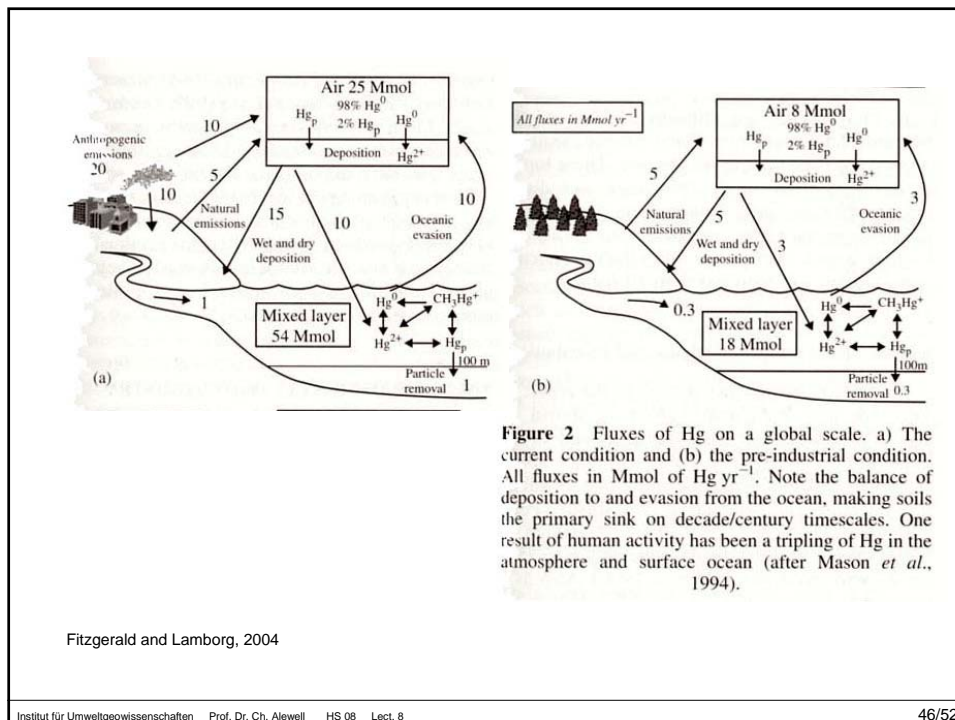 Air 25 Mmol
98% Hg⁰
2% Hgₚ
Hgₚ
Hg⁰
Deposition
Hg²⁺
Anthropogenic
emissions
20
10
10
5
Natural
emissions
15
Wet and dry
deposition
10
Oceanic
evasion
10
1
Mixed layer
54 Mmol
Hg⁰
CH₃Hg⁺
Hg²⁺
Hgₚ
100 m
Particle
removal
1
(a)
All fluxes in Mmol yr⁻¹
Air 8 Mmol
98% Hg⁰
2% Hgₚ
Hgₚ
Hg⁰
Deposition
Hg²⁺
5
Natural
emissions
5
Wet and dry
deposition
3
Oceanic
evasion
3
0.3
Mixed layer
18 Mmol
Hg⁰
CH₃Hg⁺
Hg²⁺
Hgₚ
100m
Particle
removal 0.3
(b)
Figure 2 Fluxes of Hg on a global scale. a) The
current condition and (b) the pre-industrial condition.
All fluxes in Mmol of Hg yr⁻¹. Note the balance of
deposition to and evasion from the ocean, making soils
the primary sink on decade/century timescales. One
result of human activity has been a tripling of Hg in the
atmosphere and surface ocean (after Mason et al.,
1994).
Fitzgerald and Lamborg, 2004
Institut für Umweltgeowissenschaften Prof. Dr. Ch. Alewell HS 08 Lect. 8
46/52